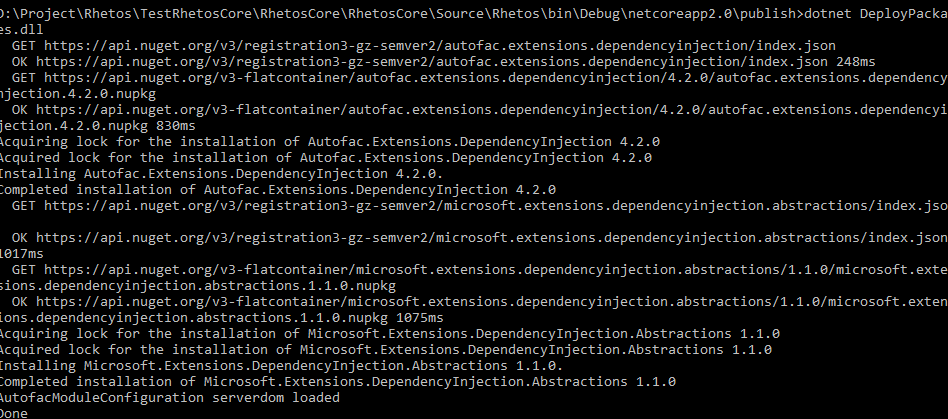 D:\Project\Rhetos\TestRhetosCore\RhetosCore\RhetosCore\Source\Rhetos\bin\Debug\netcoreapp2.0\publish>dotnet DeployPacka
es.dll
  GET https://api.nuget.org/v3/registration3-gz-semver2/autofac.extensions.dependencyinjection/index.json
  OK https://api.nuget.org/v3/registration3-gz-semver2/autofac.extensions.dependencyinjection/index.json 248ms
  GET https://api.nuget.org/v3-flatcontainer/autofac.extensions.dependencyinjection/4.2.0/autofac.extensions.dependency
njection.4.2.0.nupkg
  OK https://api.nuget.org/v3-flatcontainer/autofac.extensions.dependencyinjection/4.2.0/autofac.extensions.dependencyi
jection.4.2.0.nupkg 830ms
Acquiring lock for the installation of Autofac.Extensions.DependencyInjection 4.2.0
Acquired lock for the installation of Autofac.Extensions.DependencyInjection 4.2.0
Installing Autofac.Extensions.DependencyInjection 4.2.0.
Completed installation of Autofac.Extensions.DependencyInjection 4.2.0
  GET https://api.nuget.org/v3/registration3-gz-semver2/microsoft.extensions.dependencyinjection.abstractions/index.jso
  OK https://api.nuget.org/v3/registration3-gz-semver2/microsoft.extensions.dependencyinjection.abstractions/index.json
1017ms
  GET https://api.nuget.org/v3-flatcontainer/microsoft.extensions.dependencyinjection.abstractions/1.1.0/microsoft.exte
sions.dependencyinjection.abstractions.1.1.0.nupkg
  OK https://api.nuget.org/v3-flatcontainer/microsoft.extensions.dependencyinjection.abstractions/1.1.0/microsoft.exten
ions.dependencyinjection.abstractions.1.1.0.nupkg 1075ms
Acquiring lock for the installation of Microsoft.Extensions.DependencyInjection.Abstractions 1.1.0
Acquired lock for the installation of Microsoft.Extensions.DependencyInjection.Abstractions 1.1.0
Installing Microsoft.Extensions.DependencyInjection.Abstractions 1.1.0.
Completed installation of Microsoft.Extensions.DependencyInjection.Abstractions 1.1.0
AutofacModuleConfiguration serverdom loaded
Done